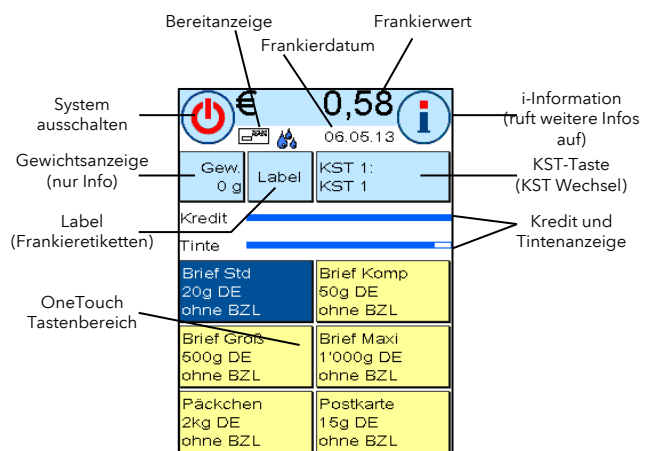 Bereitanzeige
Frankierwert
Frankierdatum
System
ausschalten
€ 0,58
i
i-Information
(ruft weitere Infos
auf)
06.05.13
Gewichtsanzeige
(nur Info)
Gew.
0 g
Label
KST 1:
KST 1
KST-Taste
(KST Wechsel)
Label
(Frankieretiketten)
Kredit
Tinte
Kredit und
Tintenanzeige
OneTouch
Tastenbereich
Brief Std
20g DE
ohne BZL
Brief Komp
50g DE
ohne BZL
Brief Groß
500g DE
ohne BZL
Brief Maxi
1'000g DE
ohne BZL
Päckchen
2kg DE
ohne BZL
Postkarte
15g DE
ohne BZL